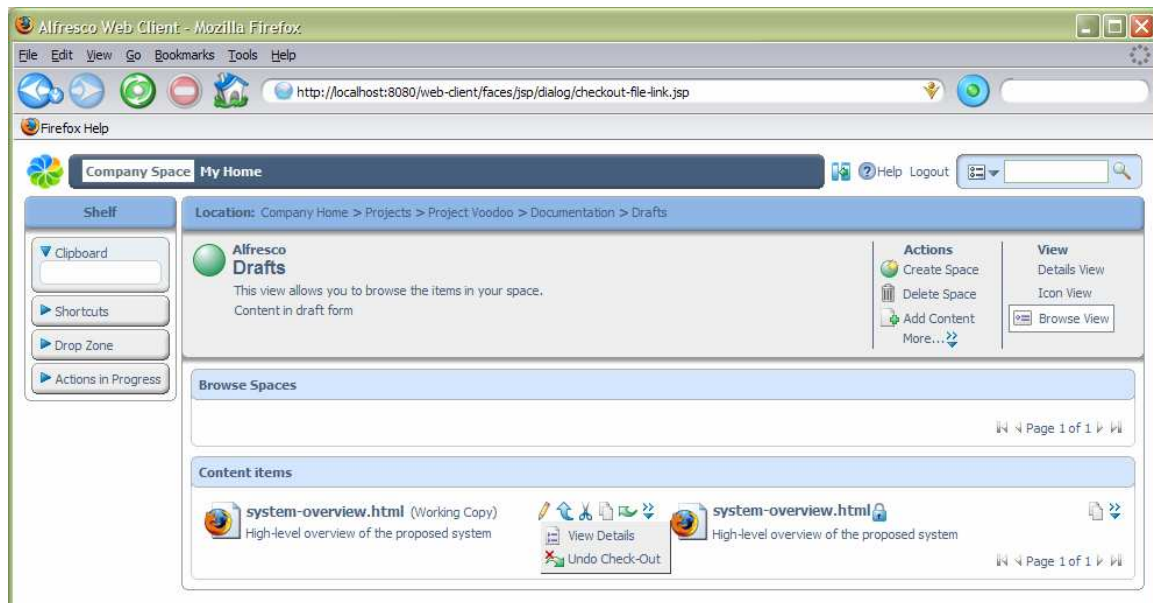 Alfresco Web Client - Mozilla Firefox
File Edit View Go Bookmarks Tools Help
http://localhost:8080/web-client/faces/jsp/dialog/checkout-file-link.jsp
Firefox Help
Company Space My Home
Help Logout
Shelf
Location: Company Home > Projects > Project Voodoo > Documentation > Drafts
Clipboard
Shortcuts
Drop Zone
Actions in Progress
Alfresco
Drafts
This view allows you to browse the items in your space.
Content in draft form
Actions
Create Space
Delete Space
Add Content
More...
View
Details View
Icon View
Browse View
Browse Spaces
Page 1 of 1
Content items
system-overview.html (Working Copy)
High-level overview of the proposed system
View Details
Undo Check-Out
system-overview.html
High-level overview of the proposed system
Page 1 of 1